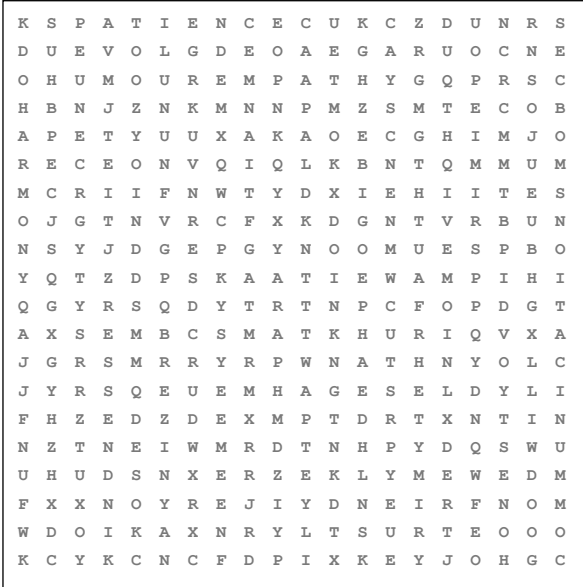 K S P A T I E N C E C U K C Z D U N R S
D U E V O L G D E O A E G A R U O C N E
O H U M O U R E M P A T H Y G Q P R S C
H B N J Z N K M N N P M Z S M T E C O B
A P E T Y U U X A K A O E C G H I M J O
R E C E O N V Q I Q L K B N T Q M M U M
M C R I I F N W T Y D X I E H I I T E S
O J G T N V R C F X K D G N T V R B U N
N S Y J D G E P G Y N O O M U E S P B O
Y Q T Z D P S K A A T I E W A M P I H I
Q G Y R S Q D Y T R T N P C F O P D G T
A X S E M B C S M A T K H U R I Q V X A
J G R S M R R Y R P W N A T H N Y O L C
J Y R S Q E U E M H A G E S E L D Y L I
F H Z E D Z D E X M P T D R T X N T I N
N Z T N E I W M R D T N H P Y D Q S W U
U H U D S N X E R Z E K L Y M E W E D M
F X X N O Y R E J I Y D N E I R F N O M
W D O I K A X N R Y L T S U R T E O O O
K C Y K C N C F D P I X K E Y J O H G C